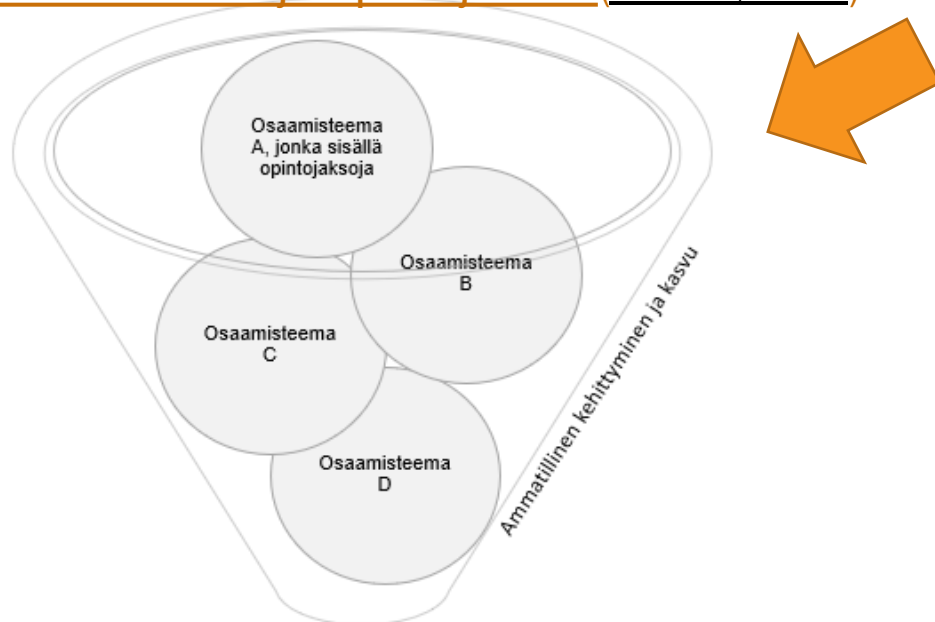 Osaamisteema
A, jonka sisällä
opintojaksoja
Osaamisteema
B
Osaamisteema
C
Osaamisteema
D
Ammatillinen kehittyminen ja kasvu